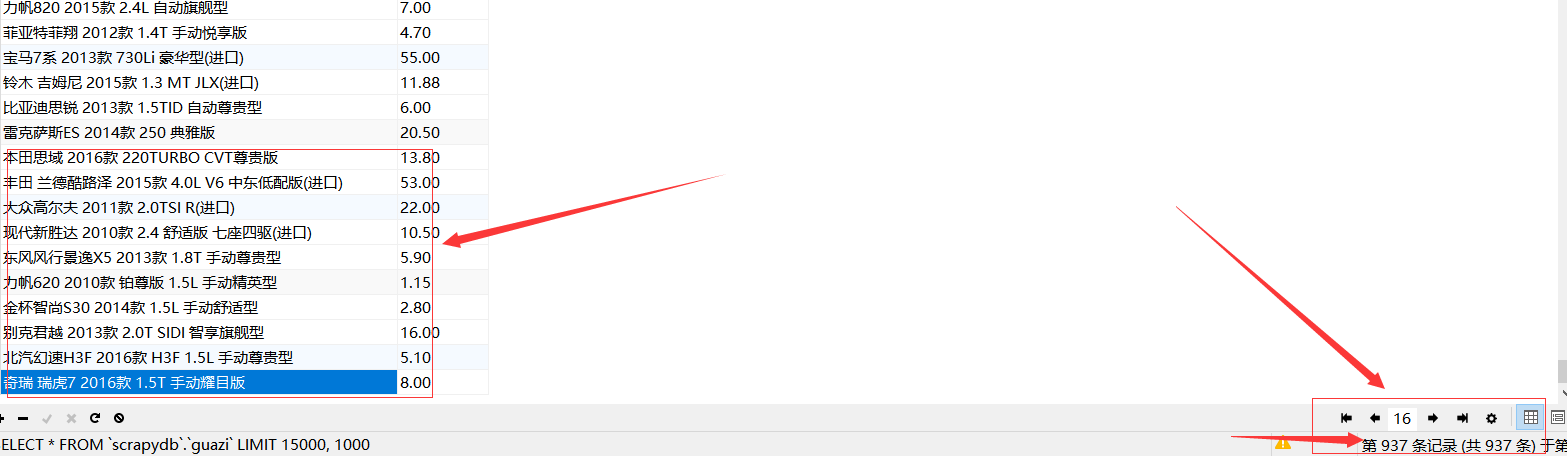 力帆820 2015款 2.4L 自动旗舰型 7.00
菲亚特菲翔 2012款 1.4T 手动悦享版 4.70
宝马7系 2013款 730Li 豪华型(进口) 55.00
铃木 吉姆尼 2015款 1.3 MT JLX(进口) 11.88
比亚迪思锐 2013款 1.5TID 自动尊贵型 6.00
雷克萨斯ES 2014款 250 典雅版 20.50
本田思域 2016款 220TURBO CVT尊贵版 13.80
丰田 兰德酷路泽 2015款 4.0L V6 中东低配版(进口) 53.00
大众高尔夫 2011款 2.0TSI R(进口) 22.00
现代新胜达 2010款 2.4 舒适版 七座四驱(进口) 10.50
东风风行景逸X5 2013款 1.8T 手动尊贵型 5.90
力帆620 2010款 铂尊版 1.5L 手动精英型 1.15
金杯智尚S30 2014款 1.5L 手动舒适型 2.80
别克君越 2013款 2.0T SIDI 智享旗舰型 16.00
北汽幻速H3F 2016款 H3F 1.5L 手动尊贵型 5.10
奇瑞 瑞虎7 2016款 1.5T 手动耀目版 8.00
16
ELECT * FROM `scrapydb`.`guazi` LIMIT 15000, 1000 第 937 条记录 (共 937 条) 于第